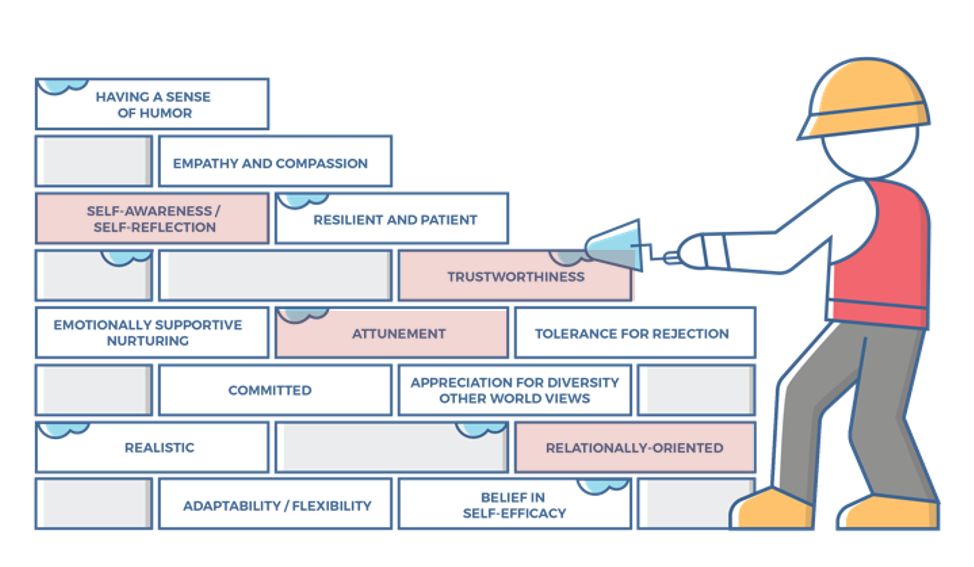 HAVING A SENSE
OF HUMOR
EMPATHY AND COMPASSION
SELF-AWARENESS /
SELF-REFLECTION
RESILIENT AND PATIENT
TRUSTWORTHINESS
EMOTIONALLY SUPPORTIVE
NURTURING
ATTUNEMENT
TOLERANCE FOR REJECTION
COMMITTED
APPRECIATION FOR DIVERSITY
OTHER WORLD VIEWS
REALISTIC
RELATIONALLY-ORIENTED
ADAPTABILITY / FLEXIBILITY
BELIEF IN
SELF-EFFICACY